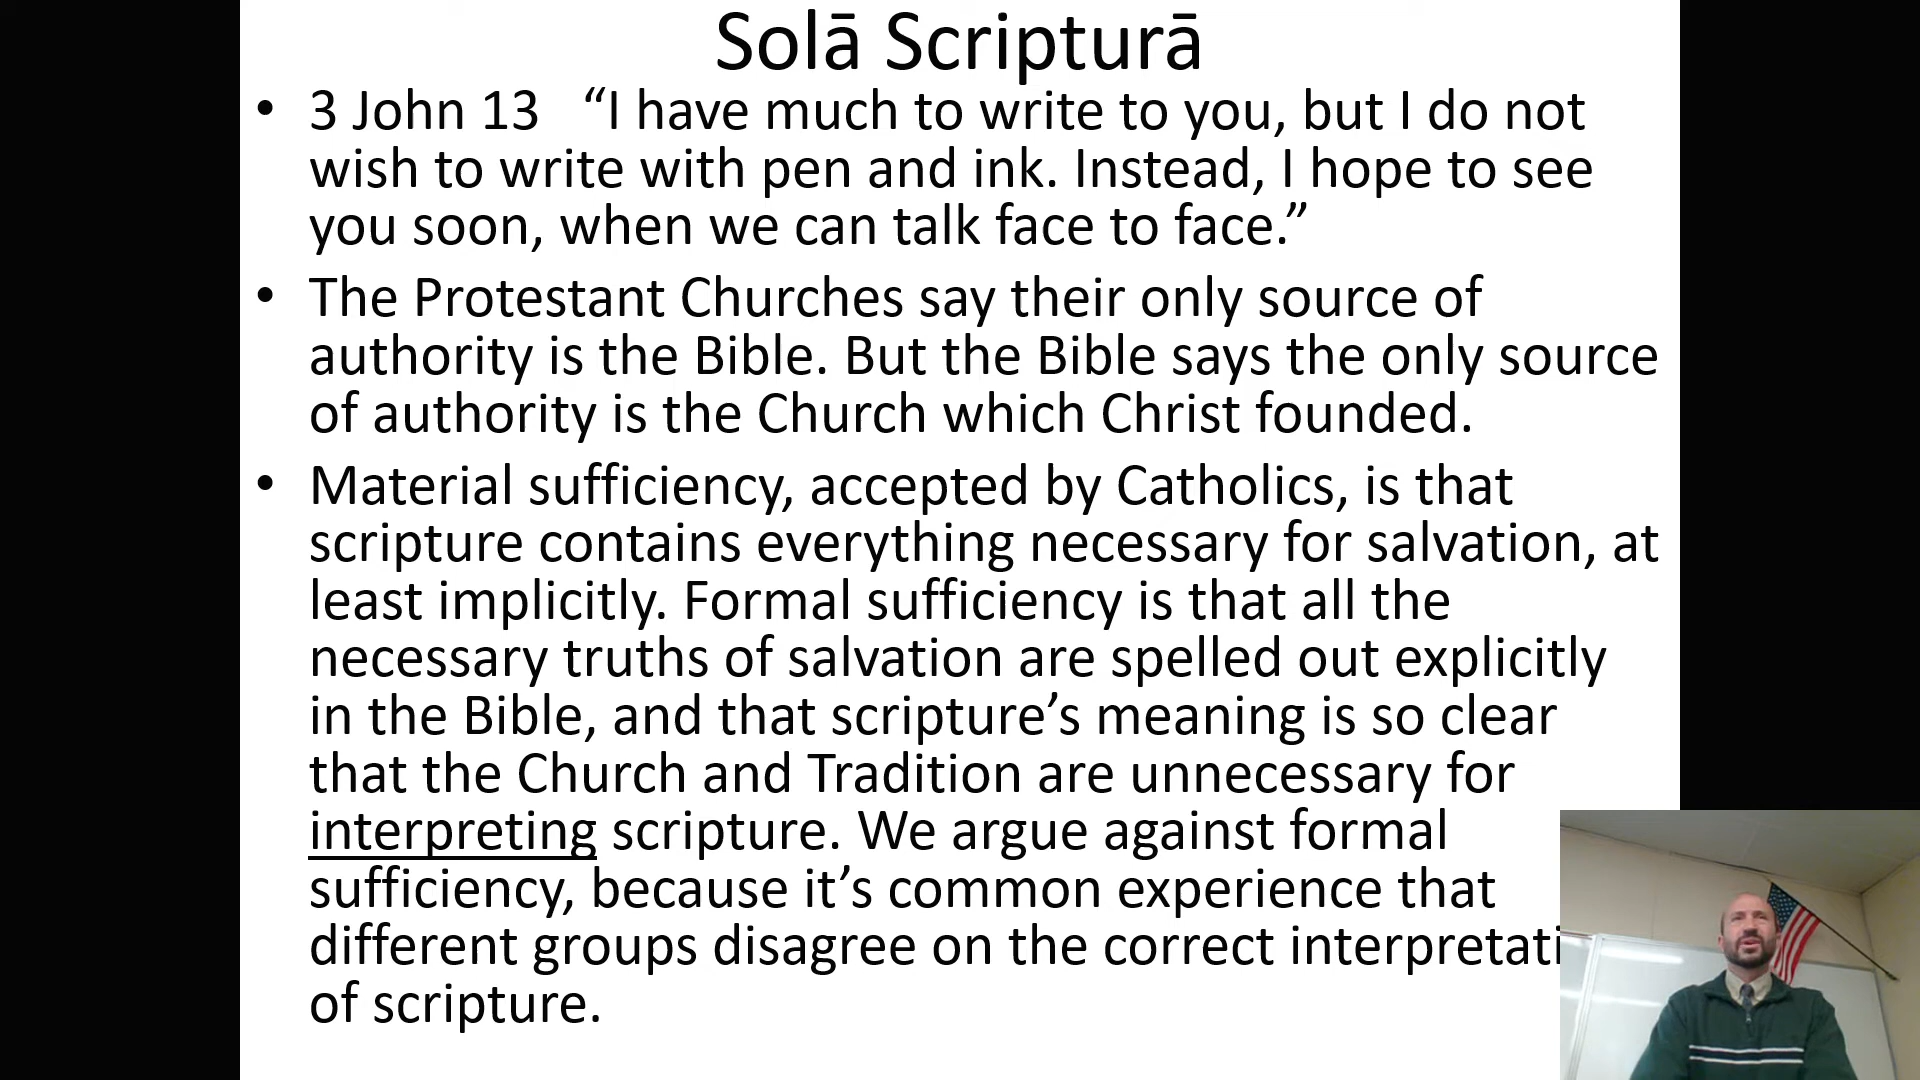 Solā Scripturā
• 3 John 13 “I have much to write to you, but I do not
wish to write with pen and ink. Instead, I hope to see
you soon, when we can talk face to face.”
• The Protestant Churches say their only source of
authority is the Bible. But the Bible says the only source
of authority is the Church which Christ founded.
• Material sufficiency, accepted by Catholics, is that
scripture contains everything necessary for salvation, at
least implicitly. Formal sufficiency is that all the
necessary truths of salvation are spelled out explicitly
in the Bible, and that scripture’s meaning is so clear
that the Church and Tradition are unnecessary for
interpreting scripture. We argue against formal
sufficiency, because it’s common experience that
different groups disagree on the correct interpretati
of scripture.